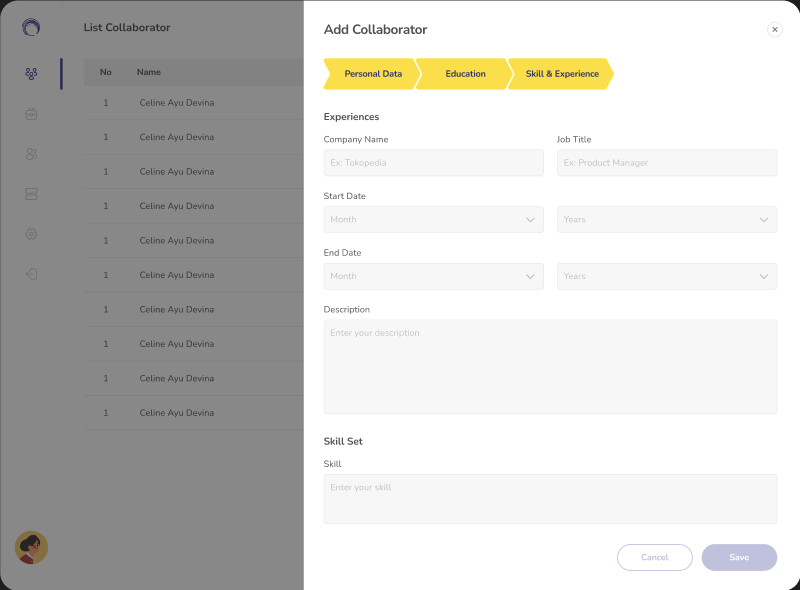 List Collaborator
No Name
1 Celine Ayu Devina
1 Celine Ayu Devina
1 Celine Ayu Devina
1 Celine Ayu Devina
1 Celine Ayu Devina
1 Celine Ayu Devina
1 Celine Ayu Devina
1 Celine Ayu Devina
1 Celine Ayu Devina
1 Celine Ayu Devina
Add Collaborator
Personal Data Education Skill & Experience
Experiences
Company Name Job Title
Ex: Tokopedia Ex: Product Manager
Start Date
Month Years
End Date
Month Years
Description
Enter your description
Skill Set
Skill
Enter your skill
Cancel Save